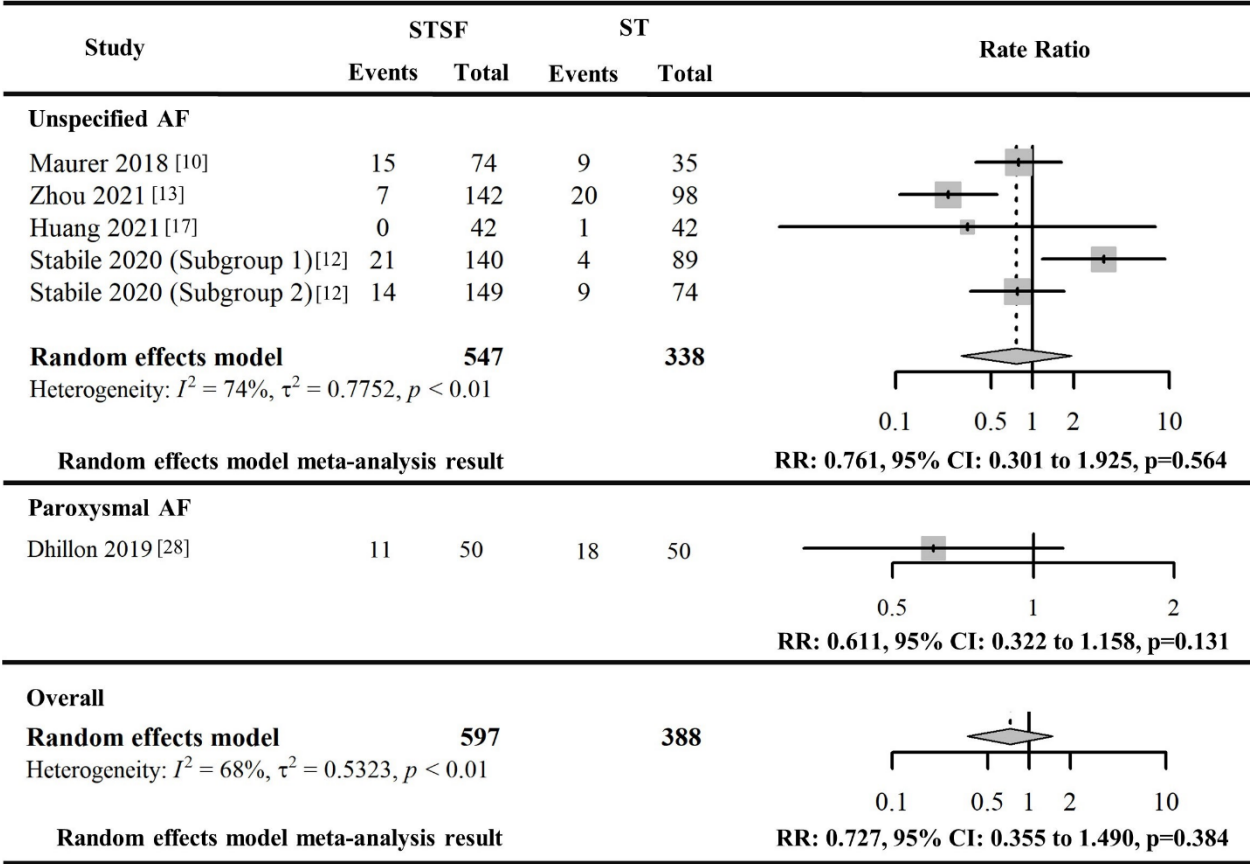 Study STSF ST Rate Ratio
Events Total Events Total
Unspecified AF
Maurer 2018 [10] 15 74 9 35
Zhou 2021 [13] 7 142 20 98
Huang 2021 [17] 0 42 1 42
Stabile 2020 (Subgroup 1)[12] 21 140 4 89
Stabile 2020 (Subgroup 2)[12] 14 149 9 74
Random effects model 547 338
Heterogeneity: I² = 74%, τ² = 0.7752, p < 0.01
0.1 0.5 1 2 10
Random effects model meta-analysis result RR: 0.761, 95% CI: 0.301 to 1.925, p=0.564
Paroxysmal AF
Dhillon 2019 [28] 11 50 18 50
0.5 1 2
RR: 0.611, 95% CI: 0.322 to 1.158, p=0.131
Overall
Random effects model 597 388
Heterogeneity: I² = 68%, τ² = 0.5323, p < 0.01
0.1 0.5 1 2 10
Random effects model meta-analysis result RR: 0.727, 95% CI: 0.355 to 1.490, p=0.384